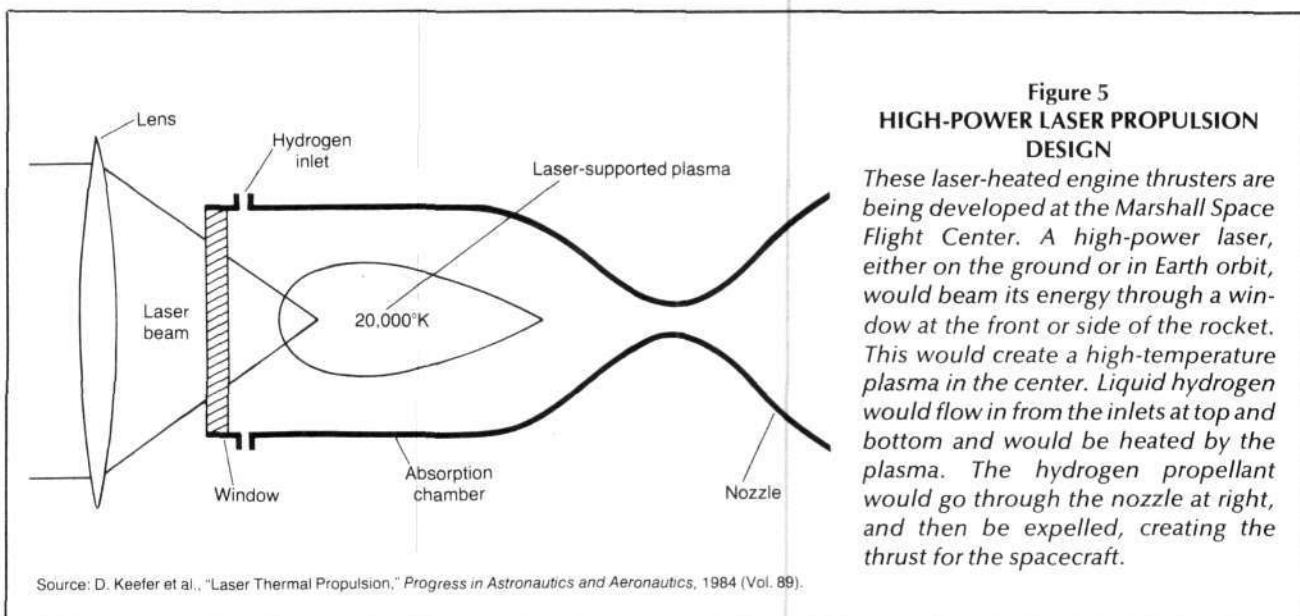 Lens
Hydrogen
inlet
Laser-supported plasma
Laser
beam
20,000°K
Window
Absorption
chamber
Nozzle
Source: D. Keefer et al., "Laser Thermal Propulsion," Progress in Astronautics and Aeronautics, 1984 (Vol. 89).
Figure 5
HIGH-POWER LASER PROPULSION
DESIGN
These laser-heated engine thrusters are
being developed at the Marshall Space
Flight Center. A high-power laser,
either on the ground or in Earth orbit,
would beam its energy through a win-
dow at the front or side of the rocket.
This would create a high-temperature
plasma in the center. Liquid hydrogen
would flow in from the inlets at top and
bottom and would be heated by the
plasma. The hydrogen propellant
would go through the nozzle at right,
and then be expelled, creating the
thrust for the spacecraft.